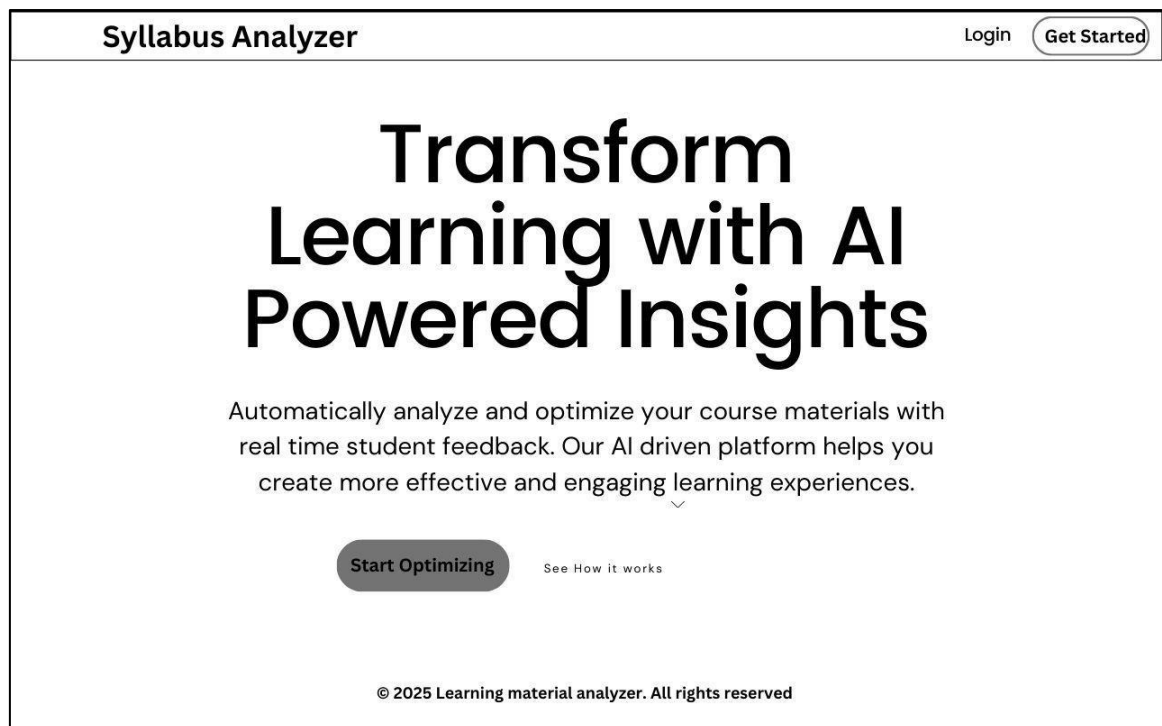 Syllabus Analyzer
Login
Get Started
Transform
Learning with AI
Powered Insights
Automatically analyze and optimize your course materials with
real time student feedback. Our AI driven platform helps you
create more effective and engaging learning experiences.
Start Optimizing
See How it works
© 2025 Learning material analyzer. All rights reserved